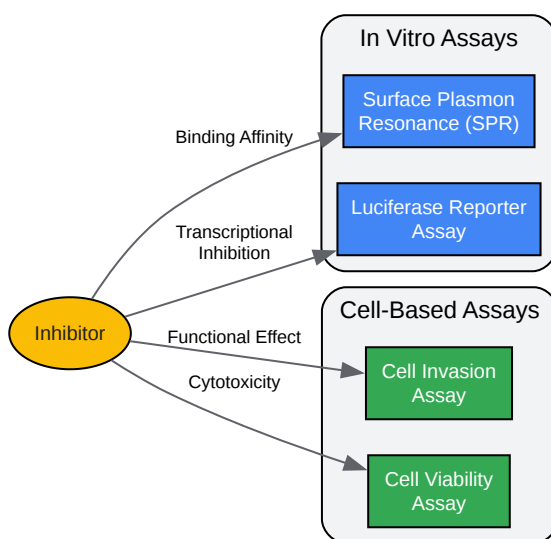 In Vitro Assays
Surface Plasmon
Resonance (SPR)
Binding Affinity
Luciferase Reporter
Assay
Transcriptional
Inhibition
Inhibitor
Cell-Based Assays
Functional Effect
Cell Invasion
Assay
Cytotoxicity
Cell Viability
Assay